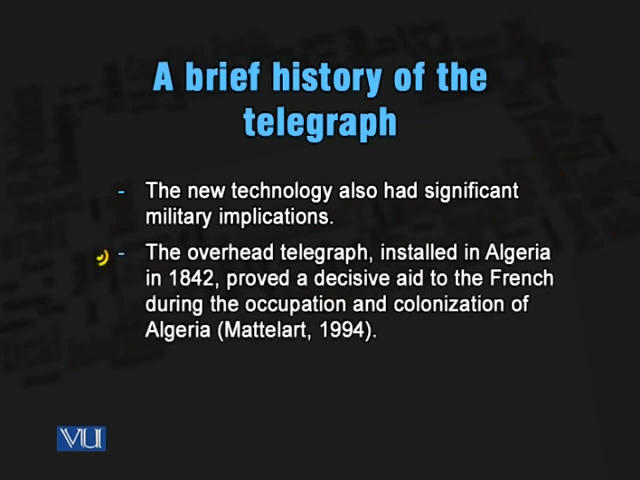 A brief history of the
telegraph
- The new technology also had significant
military implications.
- The overhead telegraph, installed in Algeria
in 1842, proved a decisive aid to the French
during the occupation and colonization of
Algeria (Mattelart, 1994).
VU